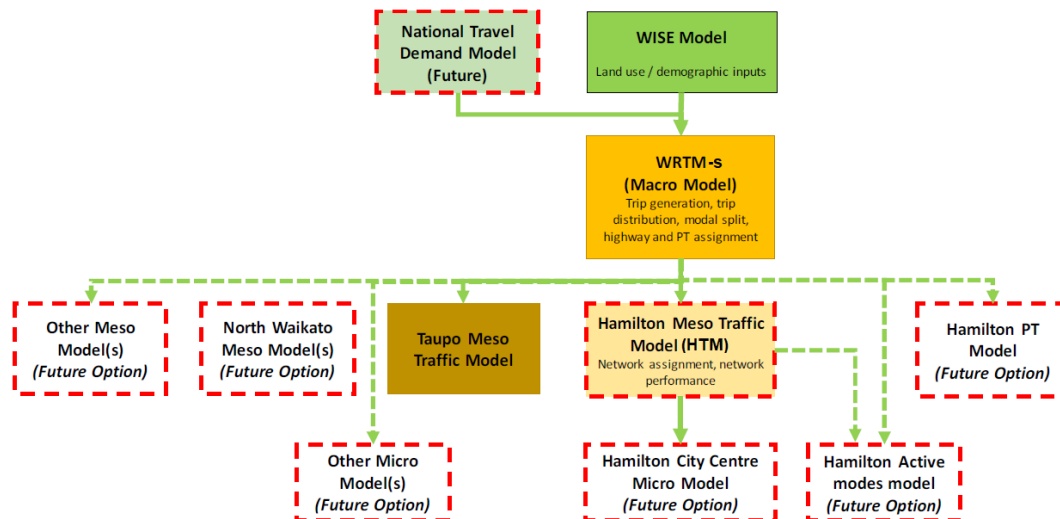 National Travel
Demand Model
(Future)
WISE Model
Land use / demographic inputs
WRTM-s
(Macro Model)
Trip generation, trip
distribution, modal split,
highway and PT assignment
Other Meso
Model(s)
(Future Option)
North Waikato
Meso Model(s)
(Future Option)
Taupo Meso
Traffic Model
Hamilton Meso Traffic
Model (HTM)
Network assignment, network
performance
Hamilton PT
Model
(Future Option)
Other Micro
Model(s)
(Future Option)
Hamilton City Centre
Micro Model
(Future Option)
Hamilton Active
modes model
(Future Option)